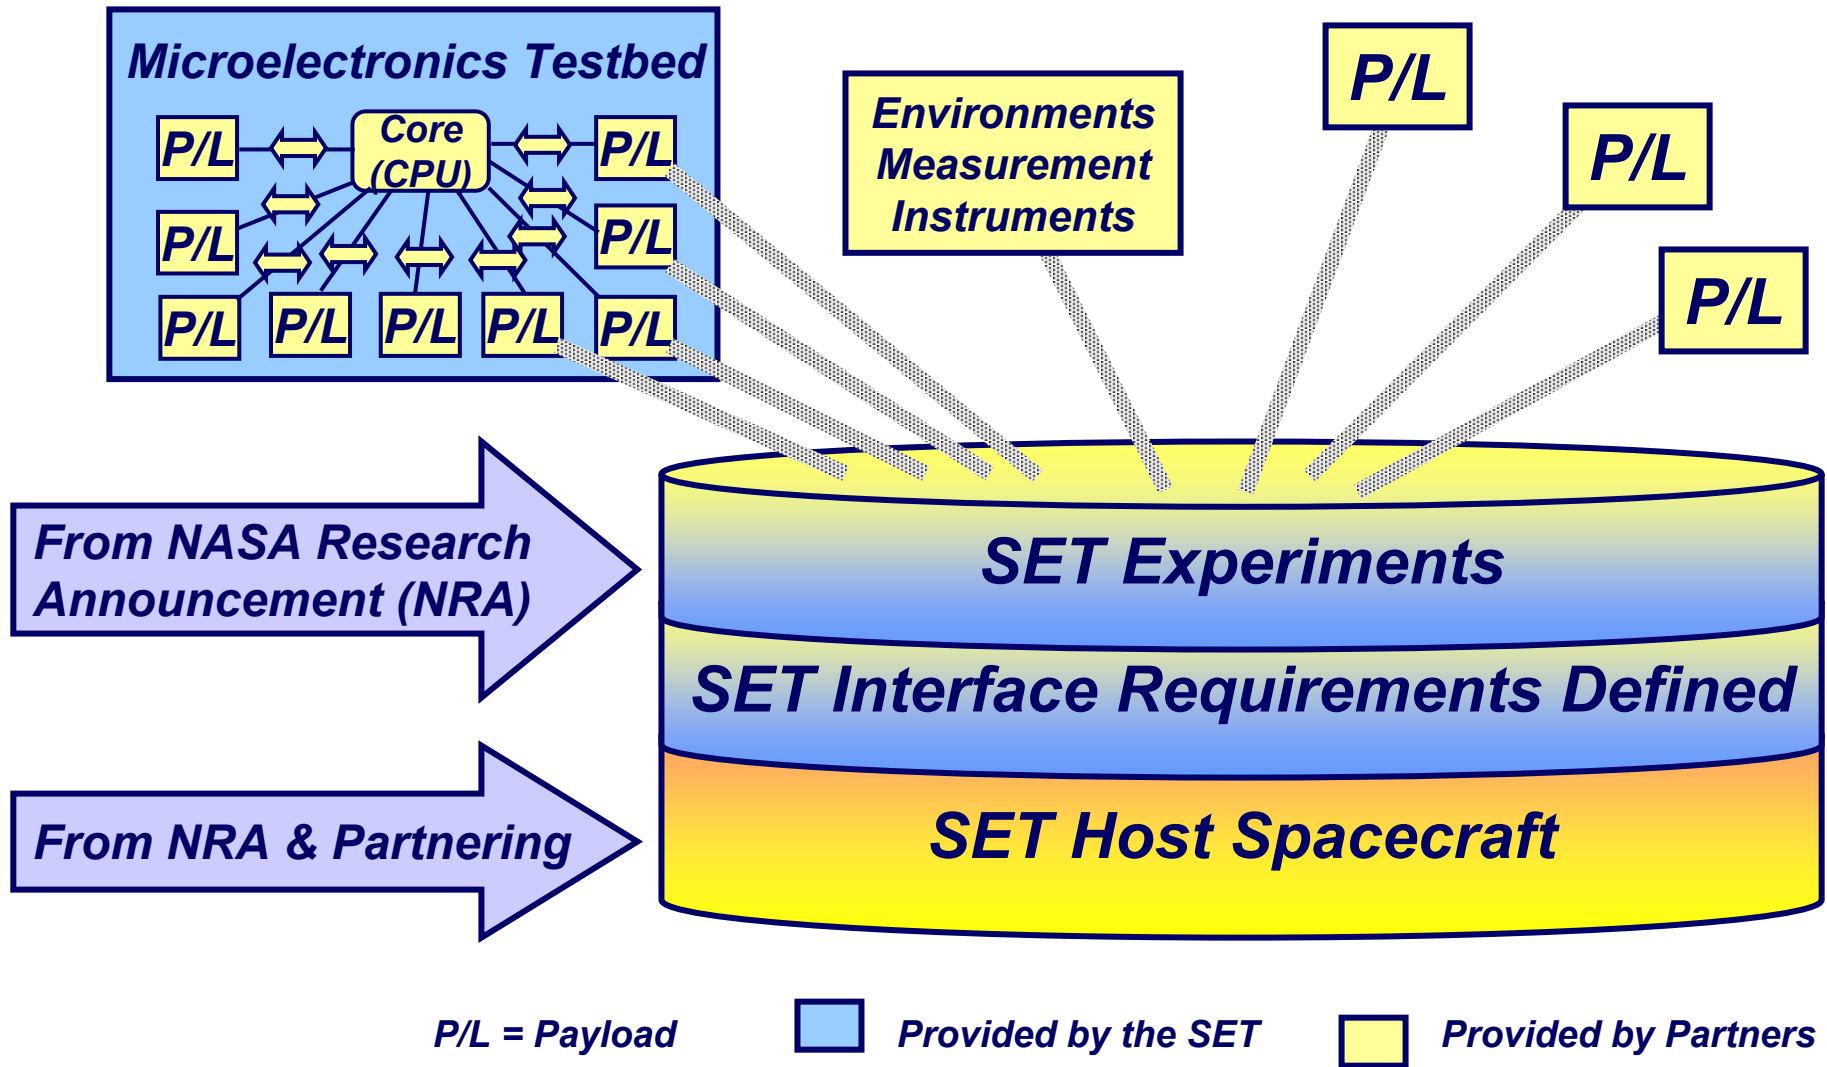 Microelectronics Testbed
P/L
Core
(CPU)
P/L
P/L
P/L
P/L
P/L
P/L
P/L
P/L
Environments
Measurement
Instruments
P/L
P/L
P/L
From NASA Research
Announcement (NRA)
SET Experiments
SET Interface Requirements Defined
From NRA & Partnering
SET Host Spacecraft
P/L = Payload
Provided by the SET
Provided by Partners